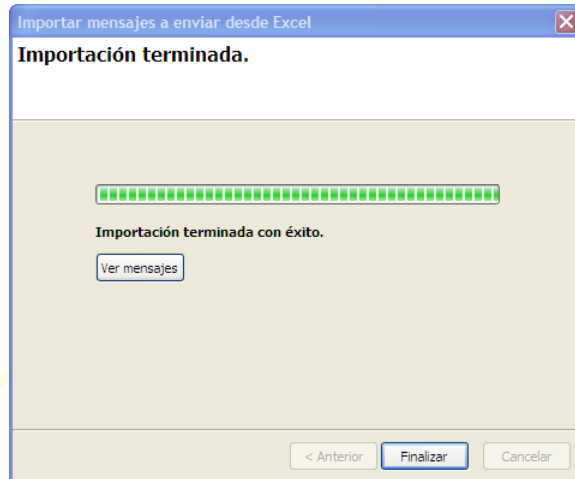 Importar mensajes a enviar desde Excel
Importación terminada.
Importación terminada con éxito.
Ver mensajes
< Anterior Finalizar Cancelar